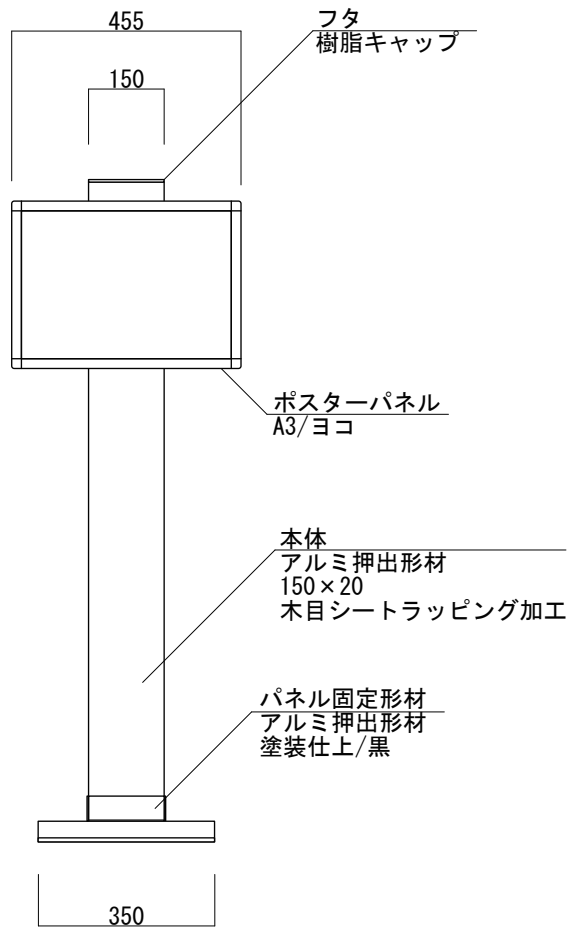 455
フタ
樹脂キャップ
150
ポスターパネル
A3/ヨコ
本体
アルミ押出形材
150×20
木目シートラッピング加工
パネル固定形材
アルミ押出形材
塗装仕上/黒
350